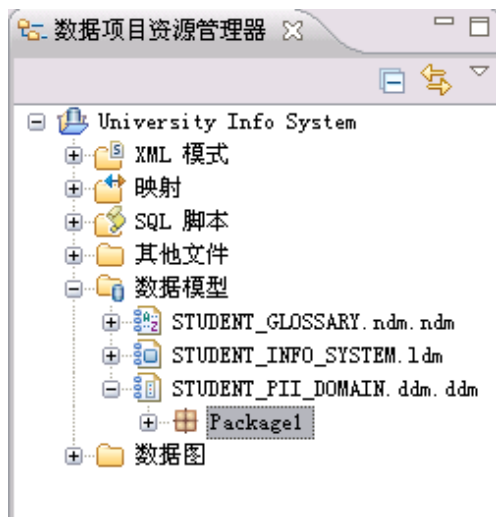 数据项目资源管理器
University Info System
XML 模式
映射
SQL 脚本
其他文件
数据模型
STUDENT_GLOSSARY.ndm.ndm
STUDENT_INFO_SYSTEM.ldm
STUDENT_PII_DOMAIN.ddm.ddm
Package1
数据图